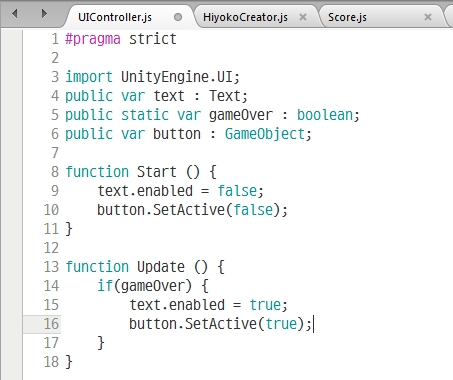 UIController.js HiyokoCreator.js Score.js
1 #pragma strict
2
3 import UnityEngine.UI;
4 public var text : Text;
5 public static var gameOver : boolean;
6 public var button : GameObject;
7
8 function Start () {
9     text.enabled = false;
10     button.SetActive(false);
11 }
12
13 function Update () {
14     if(gameOver) {
15         text.enabled = true;
16         button.SetActive(true);
17     }
18 }